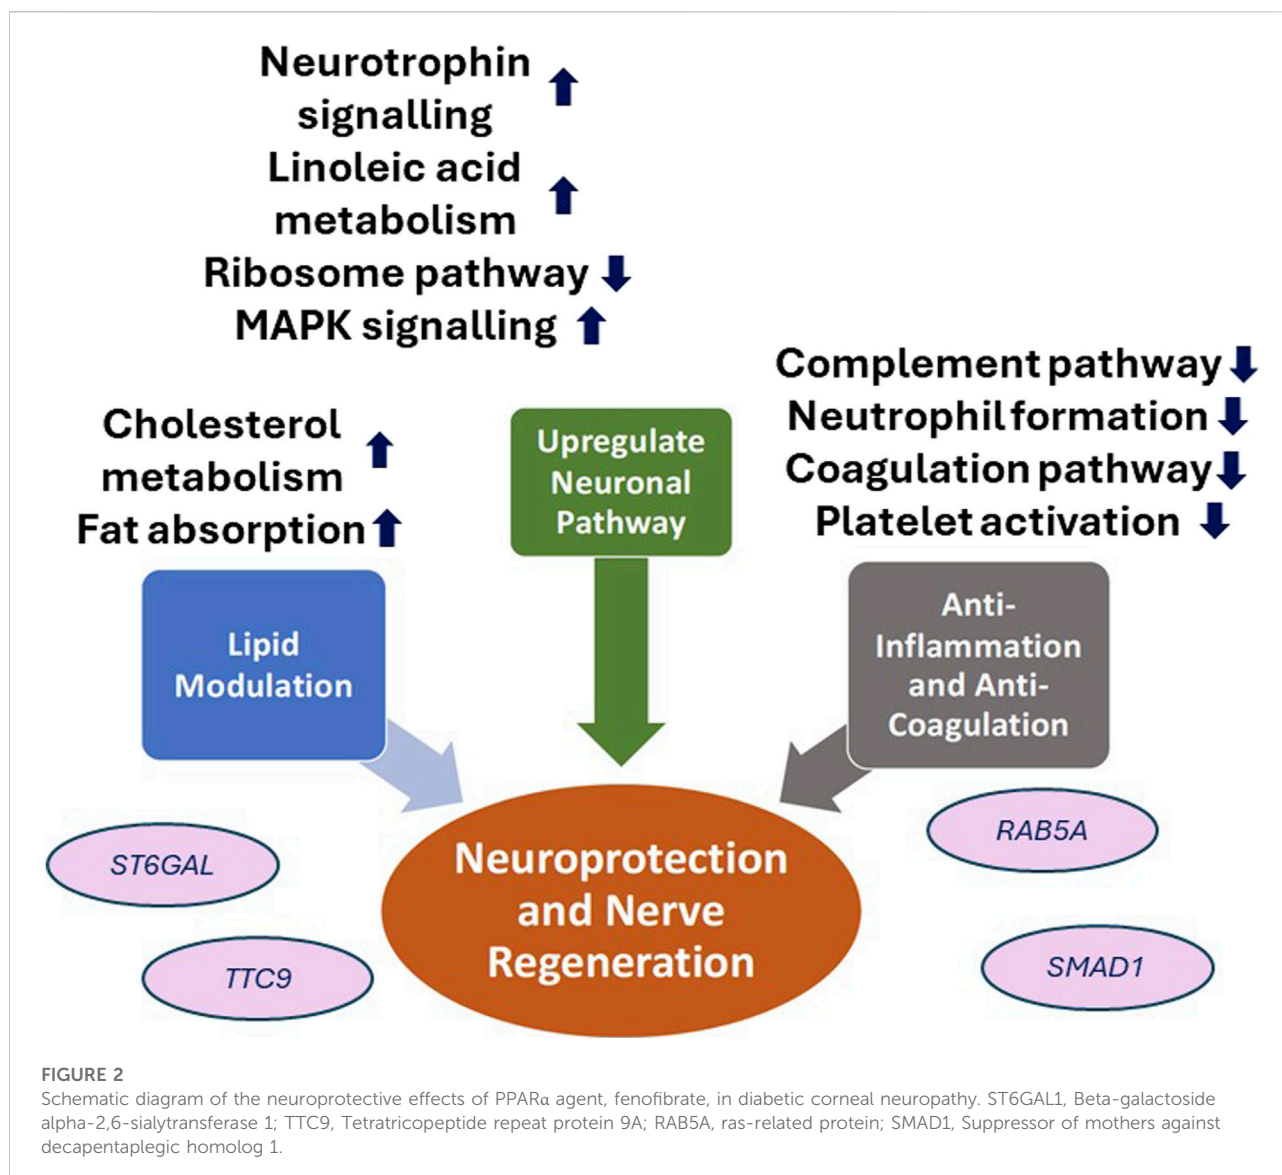 Neurotrophin
signalling
Linoleic acid
metabolism
Ribosome pathway
MAPK signalling
Cholesterol
metabolism
Fat absorption
Complement pathway
Neutrophil formation
Coagulation pathway
Platelet activation
Upregulate
Neuronal
Pathway
Lipid
Modulation
Anti-
Inflammation
and Anti-
Coagulation
Neuroprotection
and Nerve
Regeneration
ST6GAL
TTC9
RAB5A
SMAD1
FIGURE 2
Schematic diagram of the neuroprotective effects of PPARα agent, fenofibrate, in diabetic corneal neuropathy. ST6GAL1, Beta-galactoside
alpha-2,6-sialytransferase 1; TTC9, Tetratricopeptide repeat protein 9A; RAB5A, ras-related protein; SMAD1, Suppressor of mothers against
decapentaplegic homolog 1.